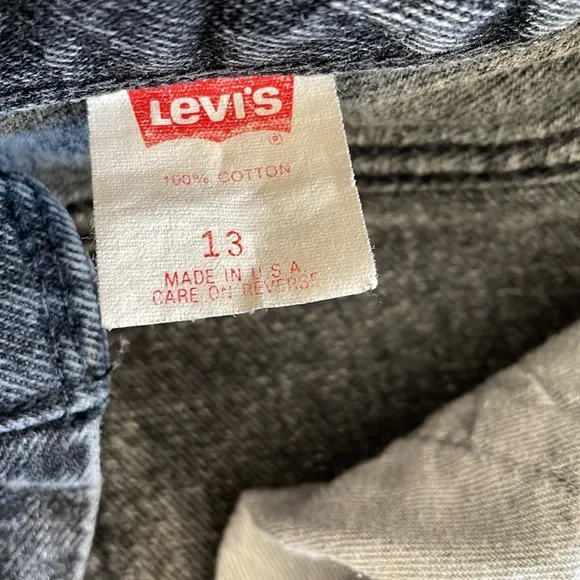 Levi's
®
100% COTTON
13
MADE IN U.S.A.
CARE ON REVERSE